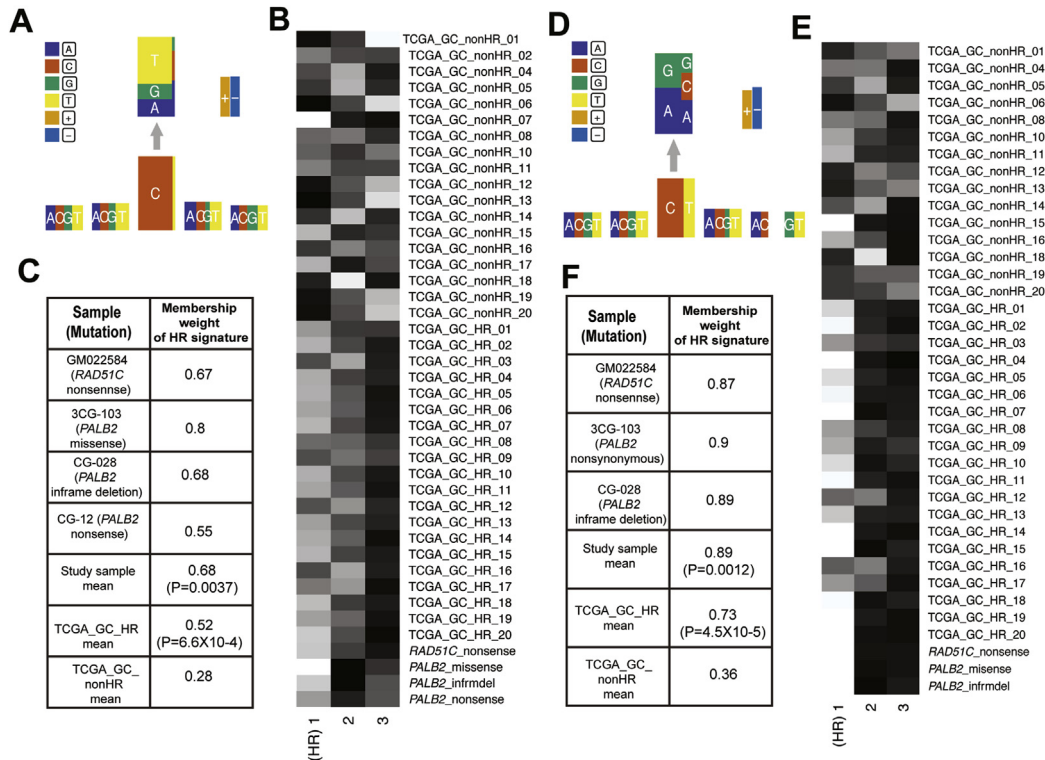 A
A
C
G
T
+
−
T
G
A
+ −
C
ACGT ACGT ACGT ACGT
B
TCGA_GC_nonHR_01
TCGA_GC_nonHR_02
TCGA_GC_nonHR_04
TCGA_GC_nonHR_05
TCGA_GC_nonHR_06
TCGA_GC_nonHR_07
TCGA_GC_nonHR_08
TCGA_GC_nonHR_10
TCGA_GC_nonHR_11
TCGA_GC_nonHR_12
TCGA_GC_nonHR_13
TCGA_GC_nonHR_14
TCGA_GC_nonHR_15
TCGA_GC_nonHR_16
TCGA_GC_nonHR_17
TCGA_GC_nonHR_18
TCGA_GC_nonHR_19
TCGA_GC_nonHR_20
TCGA_GC_HR_01
TCGA_GC_HR_02
TCGA_GC_HR_03
TCGA_GC_HR_04
TCGA_GC_HR_05
TCGA_GC_HR_06
TCGA_GC_HR_07
TCGA_GC_HR_08
TCGA_GC_HR_09
TCGA_GC_HR_10
TCGA_GC_HR_11
TCGA_GC_HR_12
TCGA_GC_HR_13
TCGA_GC_HR_14
TCGA_GC_HR_15
TCGA_GC_HR_16
TCGA_GC_HR_17
TCGA_GC_HR_18
TCGA_GC_HR_19
TCGA_GC_HR_20
RAD51C_nonsense
PALB2_missense
PALB2_infrmdel
PALB2_nonsense
(HR) 1 2 3
C
Sample
(Mutation)
Membership
weight
of HR signature
GM022584
(RAD51C
nonsennse)
0.67
3CG-103
(PALB2
missense)
0.8
CG-028
(PALB2
inframe deletion)
0.68
CG-12 (PALB2
nonsense)
0.55
Study sample
mean
0.68
(P=0.0037)
TCGA_GC_HR
mean
0.52
(P=6.6X10-4)
TCGA_GC_
nonHR
mean
0.28
D
A
C
G
T
+
−
G G
C
A A
+ −
C T
ACGT ACGT ACGT AC GT
E
TCGA_GC_nonHR_01
TCGA_GC_nonHR_04
TCGA_GC_nonHR_05
TCGA_GC_nonHR_06
TCGA_GC_nonHR_08
TCGA_GC_nonHR_10
TCGA_GC_nonHR_11
TCGA_GC_nonHR_12
TCGA_GC_nonHR_13
TCGA_GC_nonHR_14
TCGA_GC_nonHR_15
TCGA_GC_nonHR_16
TCGA_GC_nonHR_18
TCGA_GC_nonHR_19
TCGA_GC_nonHR_20
TCGA_GC_HR_01
TCGA_GC_HR_02
TCGA_GC_HR_03
TCGA_GC_HR_04
TCGA_GC_HR_05
TCGA_GC_HR_06
TCGA_GC_HR_07
TCGA_GC_HR_08
TCGA_GC_HR_09
TCGA_GC_HR_10
TCGA_GC_HR_11
TCGA_GC_HR_12
TCGA_GC_HR_13
TCGA_GC_HR_14
TCGA_GC_HR_15
TCGA_GC_HR_16
TCGA_GC_HR_17
TCGA_GC_HR_18
TCGA_GC_HR_19
TCGA_GC_HR_20
RAD51C_nonsense
PALB2_misense
PALB2_infrmdel
(HR) 1 2 3
F
Sample
(Mutation)
Membership
weight
of HR signature
GM022584
(RAD51C
nonsennse)
0.87
3CG-103
(PALB2
nonsynonymous)
0.9
CG-028
(PALB2
inframe deletion)
0.89
Study sample
mean
0.89
(P=0.0012)
TCGA_GC_HR
mean
0.73
(P=4.5X10-5)
TCGA_GC_
nonHR mean
0.36